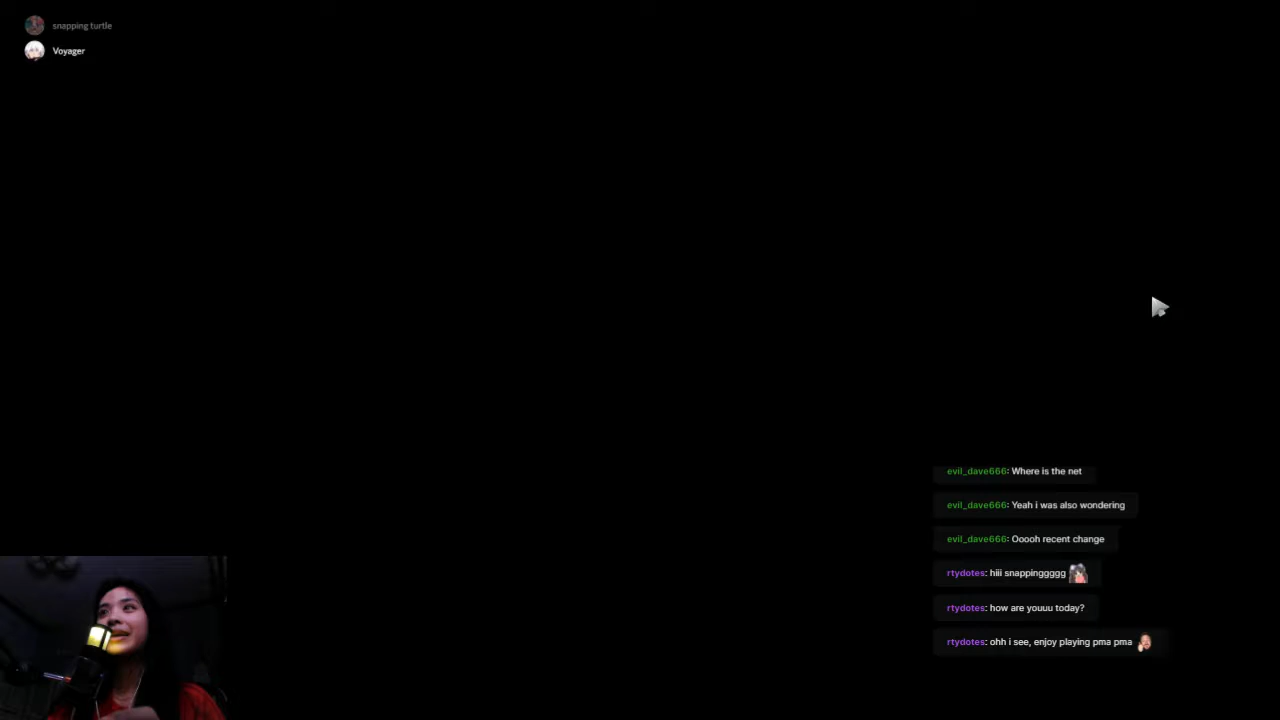 snapping turtle
Voyager
evil_dave666: Where is the net
evil_dave666: Yeah i was also wondering
evil_dave666: Ooooh recent change
rtydotes: hiii snappinggggg
rtydotes: how are youuu today?
rtydotes: ohh i see, enjoy playing pma pma